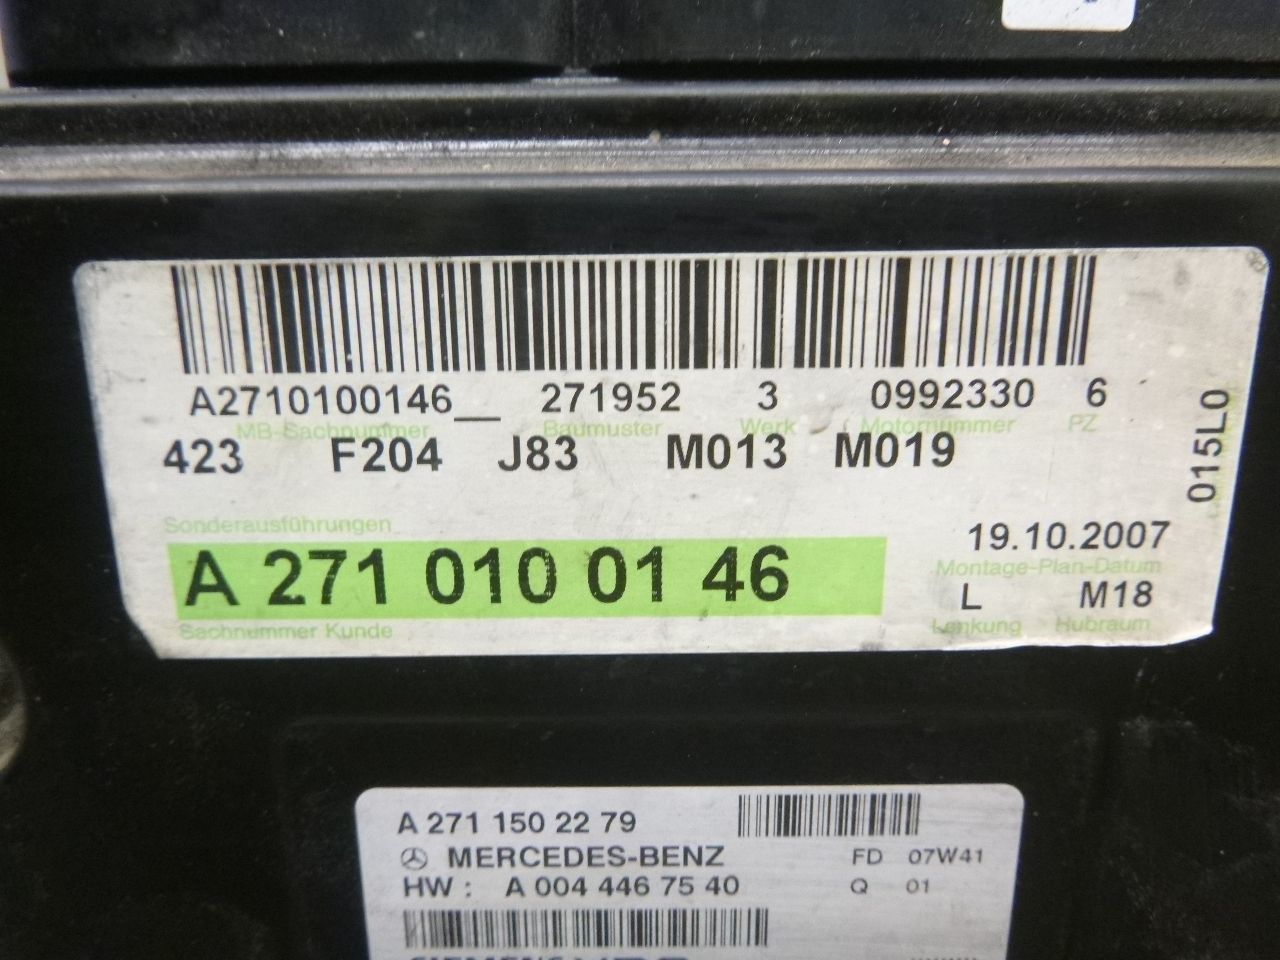 A2710100146__ 271952 3 0992330 6
MB-Sachnummer Baumuster Werk Motornummer PZ
423 F204 J83 M013 M019
015L0
Sonderausführungen
19.10.2007
Montage-Plan-Datum
A 271 010 01 46
L M18
Sachnummer Kunde
Lenkung Hubraum
A 271 150 22 79
MERCEDES-BENZ FD 07W41
HW : A 004 446 75 40 Q 01